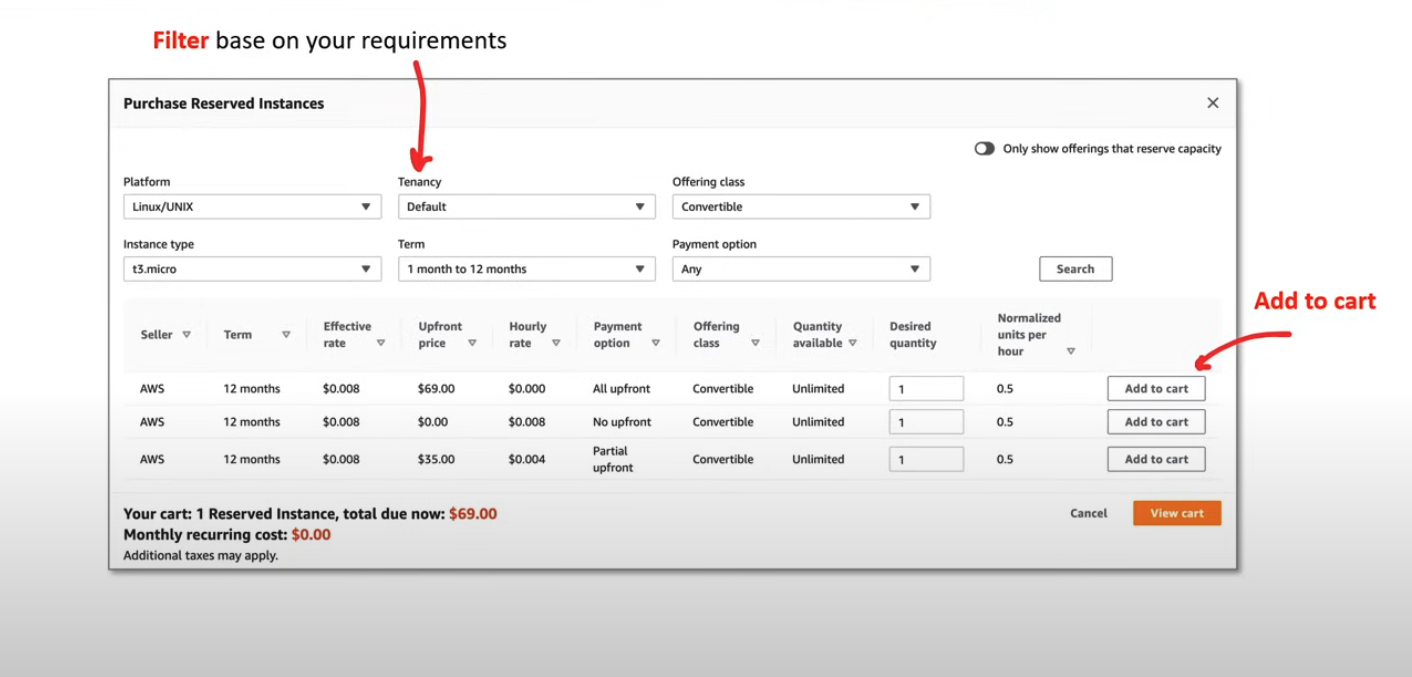 Filter base on your requirements
Purchase Reserved Instances
Only show offerings that reserve capacity
Platform Tenancy Offering class
Linux/UNIX Default Convertible
Instance type Term Payment option
t3.micro 1 month to 12 months Any Search
Add to cart
Seller Term Effective rate Upfront price Hourly rate Payment option Offering class Quantity available Desired quantity Normalized units per hour
AWS 12 months $0.008 $69.00 $0.000 All upfront Convertible Unlimited 1 0.5 Add to cart
AWS 12 months $0.008 $0.00 $0.008 No upfront Convertible Unlimited 1 0.5 Add to cart
AWS 12 months $0.008 $35.00 $0.004 Partial upfront Convertible Unlimited 1 0.5 Add to cart
Your cart: 1 Reserved Instance, total due now: $69.00
Cancel View cart
Monthly recurring cost: $0.00
Additional taxes may apply.